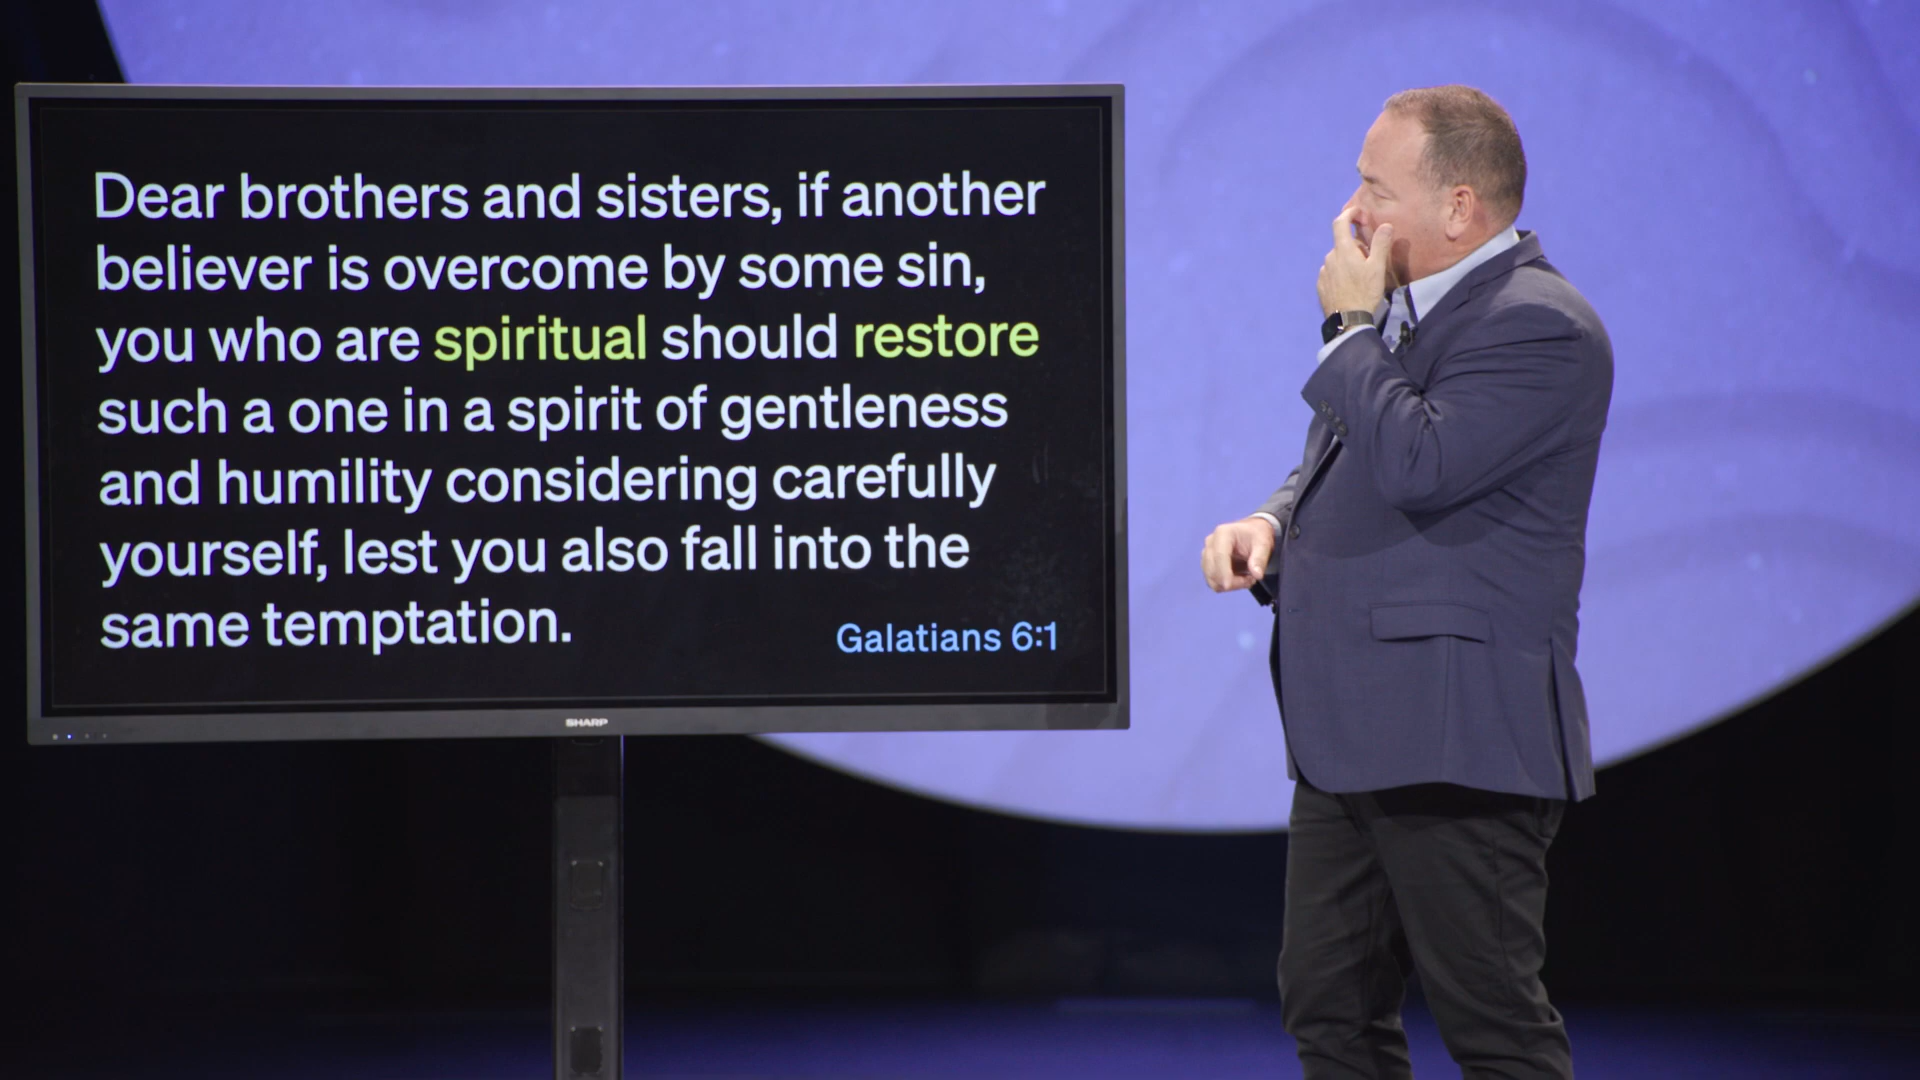 Dear brothers and sisters, if another
believer is overcome by some sin,
you who are spiritual should restore
such a one in a spirit of gentleness
and humility considering carefully
yourself, lest you also fall into the
same temptation.
Galatians 6:1
SHARP